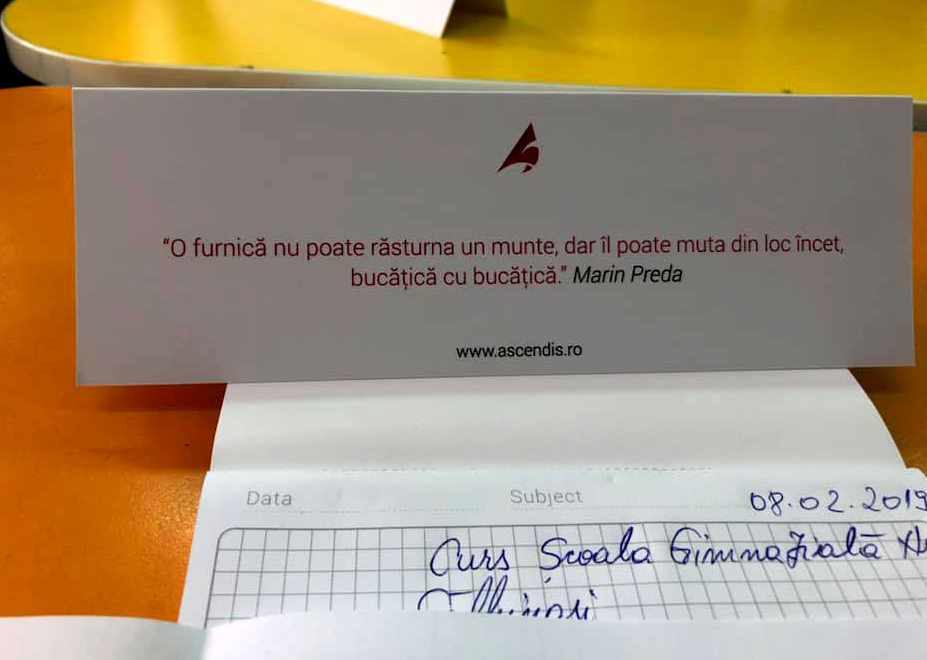 “O furnică nu poate răsturna un munte, dar îl poate muta din loc încet,
bucățică cu bucățică.” Marin Preda
www.ascendis.ro
Data Subject 08.02.2019
Curs Școala Gimnazială